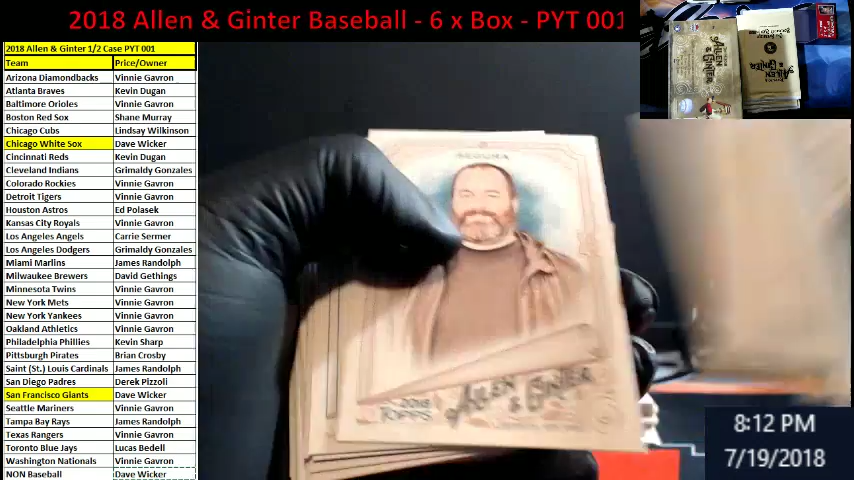 2018 Allen & Ginter Baseball - 6 x Box - PYT 001
2018 Allen & Ginter 1/2 Case PYT 001
Team Price/Owner
Arizona Diamondbacks Vinnie Gavron
Atlanta Braves Kevin Dugan
Baltimore Orioles Vinnie Gavron
Boston Red Sox Shane Murray
Chicago Cubs Lindsay Wilkinson
Chicago White Sox Dave Wicker
Cincinnati Reds Kevin Dugan
Cleveland Indians Grimaldy Gonzales
Colorado Rockies Vinnie Gavron
Detroit Tigers Vinnie Gavron
Houston Astros Ed Polasek
Kansas City Royals Vinnie Gavron
Los Angeles Angels Carrie Sermer
Los Angeles Dodgers Grimaldy Gonzales
Miami Marlins James Randolph
Milwaukee Brewers David Gethings
Minnesota Twins Vinnie Gavron
New York Mets Vinnie Gavron
New York Yankees Vinnie Gavron
Oakland Athletics Vinnie Gavron
Philadelphia Phillies Kevin Sharp
Pittsburgh Pirates Brian Crosby
Saint (St.) Louis Cardinals James Randolph
San Diego Padres Derek Pizzoli
San Francisco Giants Dave Wicker
Seattle Mariners Vinnie Gavron
Tampa Bay Rays James Randolph
Texas Rangers Vinnie Gavron
Toronto Blue Jays Lucas Bedell
Washington Nationals Vinnie Gavron
NON Baseball Dave Wicker
2018
TOPPS
ALLEN
& GINTER
ALLEN
& GINTER
8:12 PM
7/19/2018